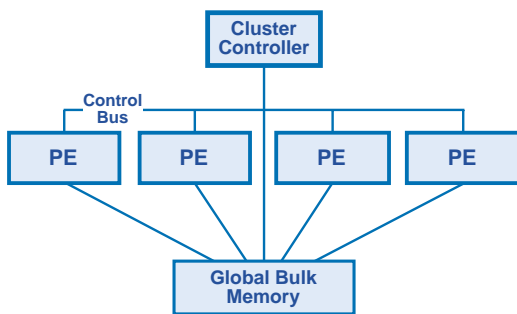 Cluster
Controller
Control
Bus
PE
PE
PE
PE
Global Bulk
Memory